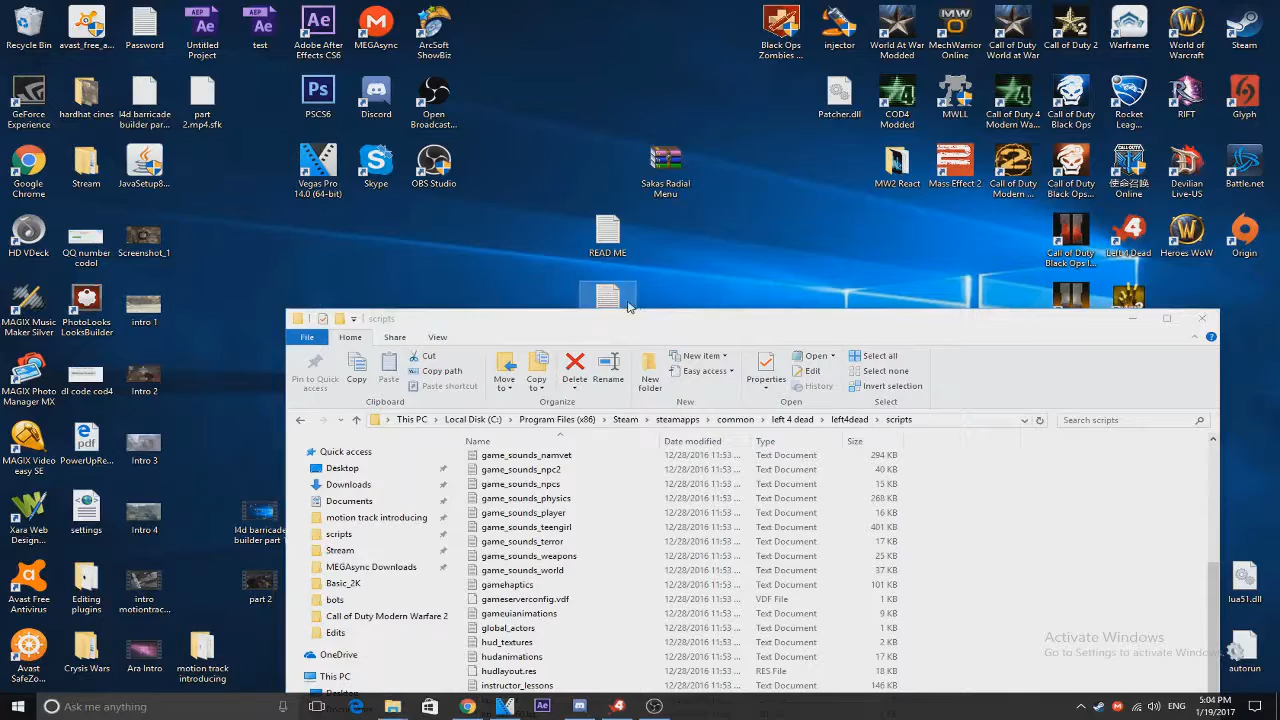 Recycle Bin
avast_free_a...
Password
Untitled
Project
test
Adobe After
Effects CS6
MEGAsync
ArcSoft
ShowBiz
Black Ops
Zombies ...
injector
World At War
Modded
MechWarrior
Online
Call of Duty
World at War
Call of Duty 2
Warframe
World of
Warcraft
Steam
GeForce
Experience
hardhat cines
l4d barricade
builder par...
part
2.mp4.sfk
PSCS6
Discord
Open
Broadcast...
Patcher.dll
COD4
Modded
MWLL
Call of Duty 4
Modern Wa...
Call of Duty
Black Ops
Rocket
Leag...
RIFT
Glyph
Google
Chrome
Stream
JavaSetup8...
Vegas Pro
14.0 (64-bit)
Skype
OBS Studio
Sakas Radial
Menu
MW2 React
Mass Effect 2
Call of Duty
Modern ...
Call of Duty
Black Ops...
使命召唤
Online
Devilian
Live-US
Battle.net
HD VDeck
QQ number
codol
Screenshot_1
READ ME
Call of Duty
Black Ops I...
Left 4 Dead
Heroes WoW
Origin
MAGIX Music
Maker Silver
PhotoLooks
LooksBuilder
intro 1
MAGIX Photo
Manager MX
dl code cod4
Intro 2
MAGIX Video
easy SE
PowerUpRe...
Intro 3
Xara Web
Design...
settings
Intro 4
l4d barricade
builder part 1
Avast Free
Antivirus
Editing
plugins
intro
motiontrac...
part 2
Avast
SafeZo...
Crysis Wars
Ara Intro
motion track
introducing
lua51.dll
autorun
scripts
File
Home
Share
View
Pin to Quick
access
Copy
Paste
Cut
Copy path
Paste shortcut
Clipboard
Move
to
Copy
to
Delete
Rename
Organize
New
folder
New item
Easy access
New
Properties
Open
Edit
History
Open
Select all
Select none
Invert selection
Select
This PC
Local Disk (C:)
Program Files (x86)
Steam
steamapps
common
left 4 dead
left4dead
scripts
Search scripts
Quick access
Desktop
Downloads
Documents
motion track introducing
scripts
Stream
MEGAsync Downloads
Basic_2K
bots
Call of Duty Modern Warfare 2
Edits
OneDrive
This PC
Desktop
Name Date modified Type Size
game_sounds_namvet 12/28/2016 11:53 ... Text Document 294 KB
game_sounds_npc2 12/28/2016 11:53 ... Text Document 40 KB
game_sounds_npcs 12/28/2016 11:53 ... Text Document 15 KB
game_sounds_physics 12/28/2016 11:53 ... Text Document 268 KB
game_sounds_player 12/28/2016 11:53 ... Text Document 16 KB
game_sounds_teengirl 12/28/2016 11:53 ... Text Document 401 KB
game_sounds_terror 12/28/2016 11:53 ... Text Document 17 KB
game_sounds_weapons 12/28/2016 11:53 ... Text Document 25 KB
game_sounds_world 12/28/2016 11:53 ... Text Document 37 KB
gamehaptics 12/28/2016 11:53 ... Text Document 101 KB
gameserverconfig.vdf 12/28/2016 11:53 ... VDF File 1 KB
gameuianimations 12/28/2016 11:53 ... Text Document 9 KB
global_actors 12/28/2016 11:53 ... Text Document 1 KB
hud_textures 12/28/2016 11:53 ... Text Document 2 KB
hudanimations 12/28/2016 11:53 ... Text Document 17 KB
hudlayout.res 12/28/2016 11:53 ... RES File 18 KB
instructor_lessons 12/28/2016 11:53 ... Text Document 146 KB
Activate Windows
Go to Settings to activate Windows.
Ask me anything
ENG
5:04 PM
1/19/2017